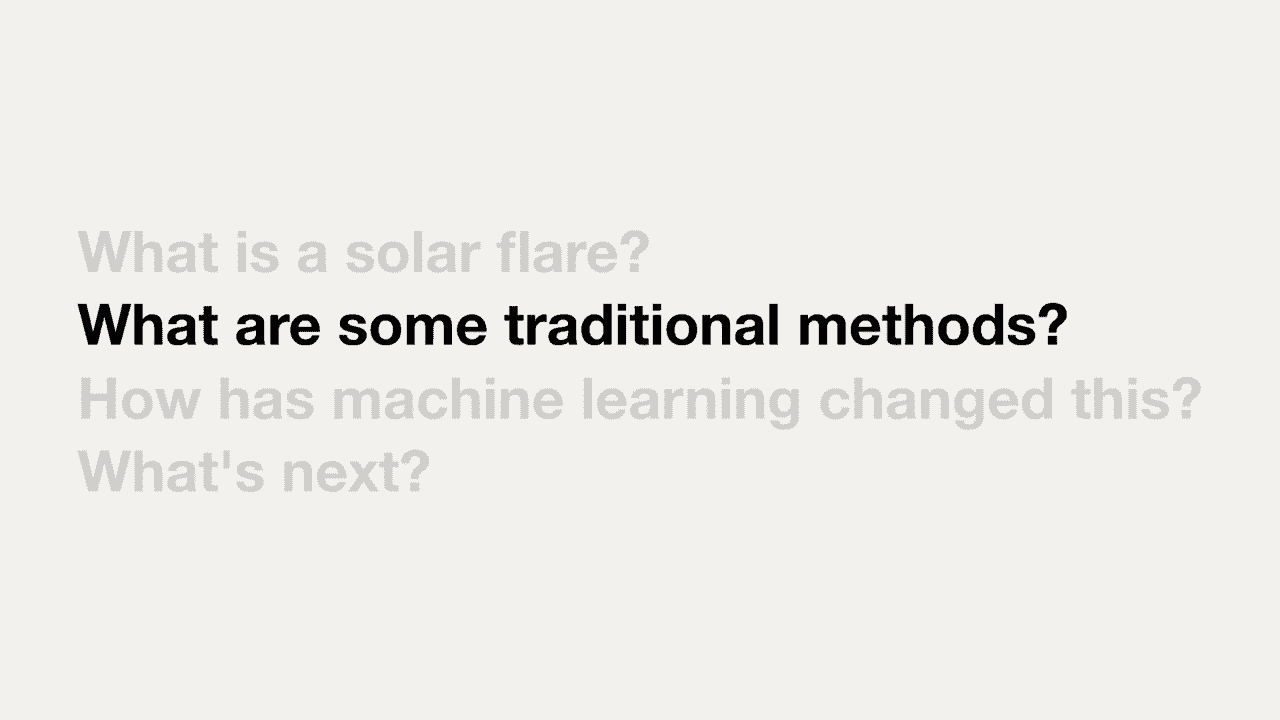 What is a solar flare?
What are some traditional methods?
How has machine learning changed this?
What's next?